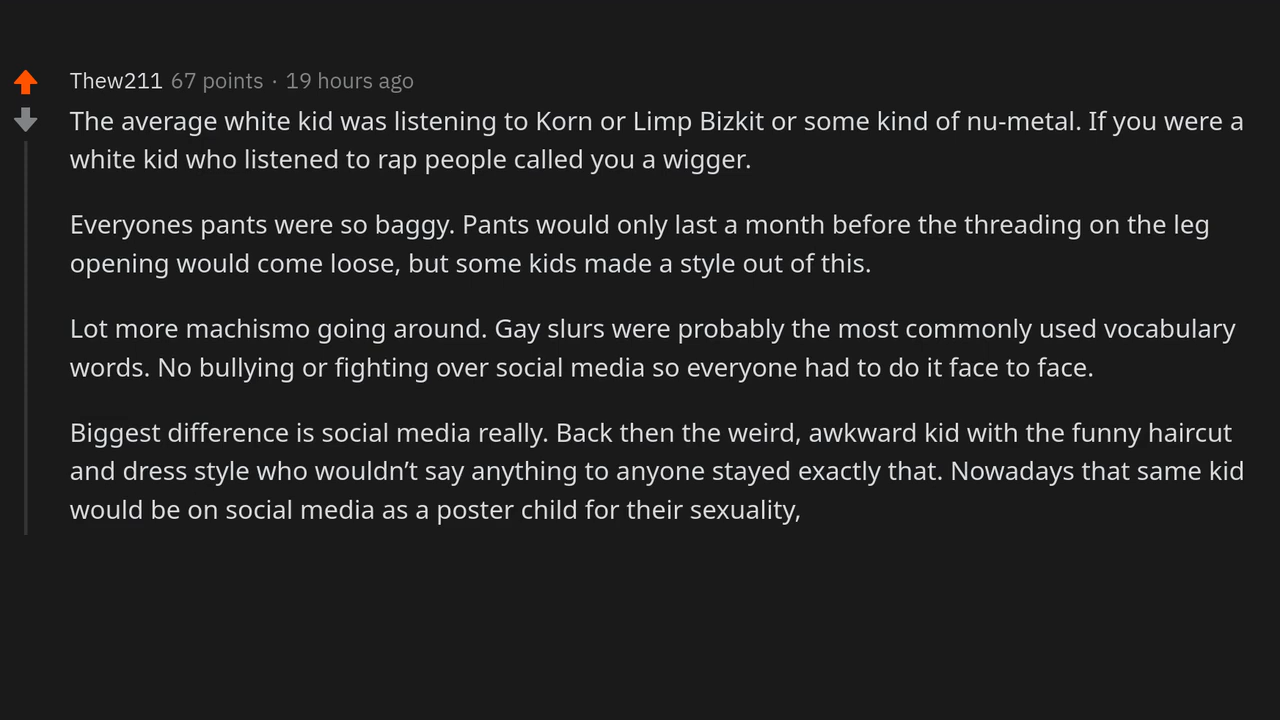 Thew211 67 points · 19 hours ago
The average white kid was listening to Korn or Limp Bizkit or some kind of nu-metal. If you were a
white kid who listened to rap people called you a wigger.
Everyones pants were so baggy. Pants would only last a month before the threading on the leg
opening would come loose, but some kids made a style out of this.
Lot more machismo going around. Gay slurs were probably the most commonly used vocabulary
words. No bullying or fighting over social media so everyone had to do it face to face.
Biggest difference is social media really. Back then the weird, awkward kid with the funny haircut
and dress style who wouldn’t say anything to anyone stayed exactly that. Nowadays that same kid
would be on social media as a poster child for their sexuality,